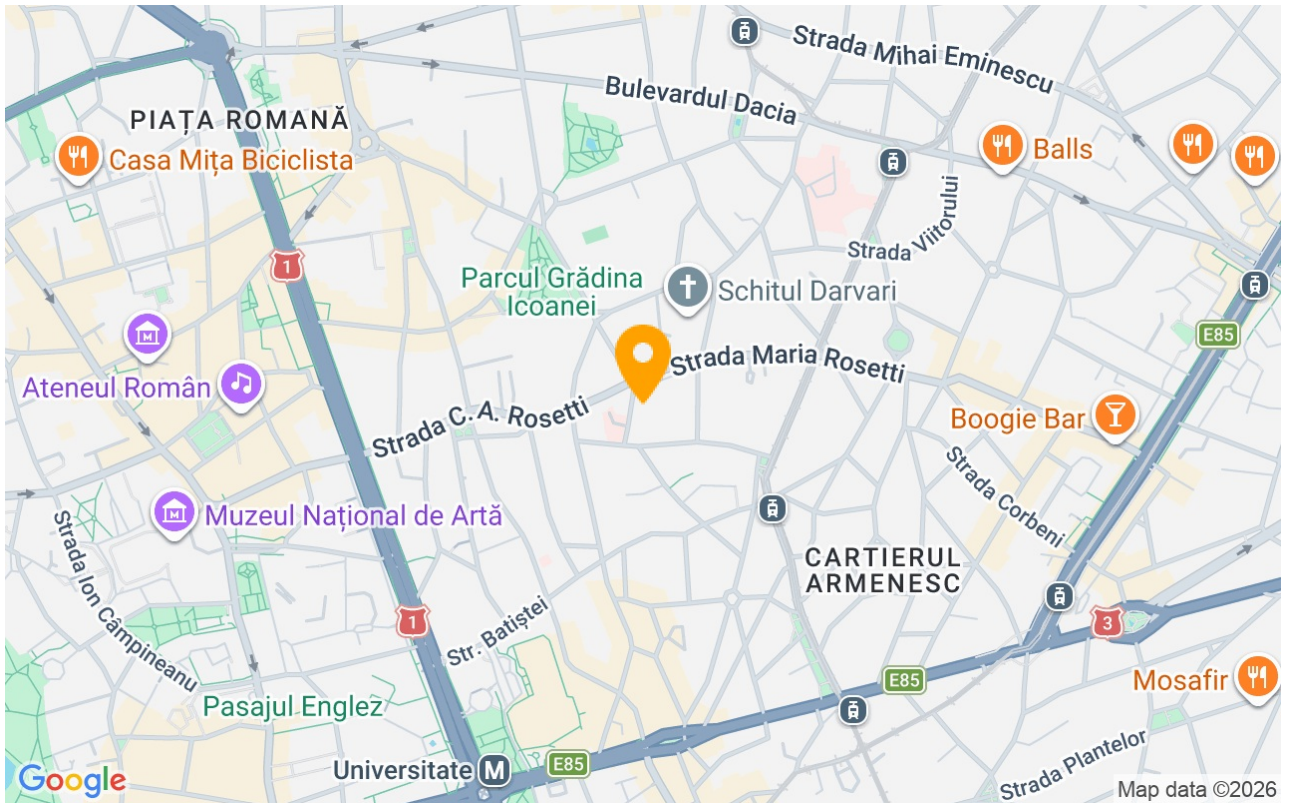 Strada Mihai Eminescu
Bulevardul Dacia
PIAȚA ROMANĂ
Casa Mița Biciclista
Balls
Strada Viitorului
1
Parcul Grădina
Icoanei
Schitul Darvari
E85
Strada Maria Rosetti
Ateneul Român
Strada C. A. Rosetti
Boogie Bar
Strada Corbeni
Muzeul Național de Artă
Strada Ion Câmpineanu
CARTIERUL
ARMENESC
1
3
Str. Batiștei
E85
Mosafir
Pasajul Englez
Universitate M
E85
Strada Plantelor
Google
Map data ©2026